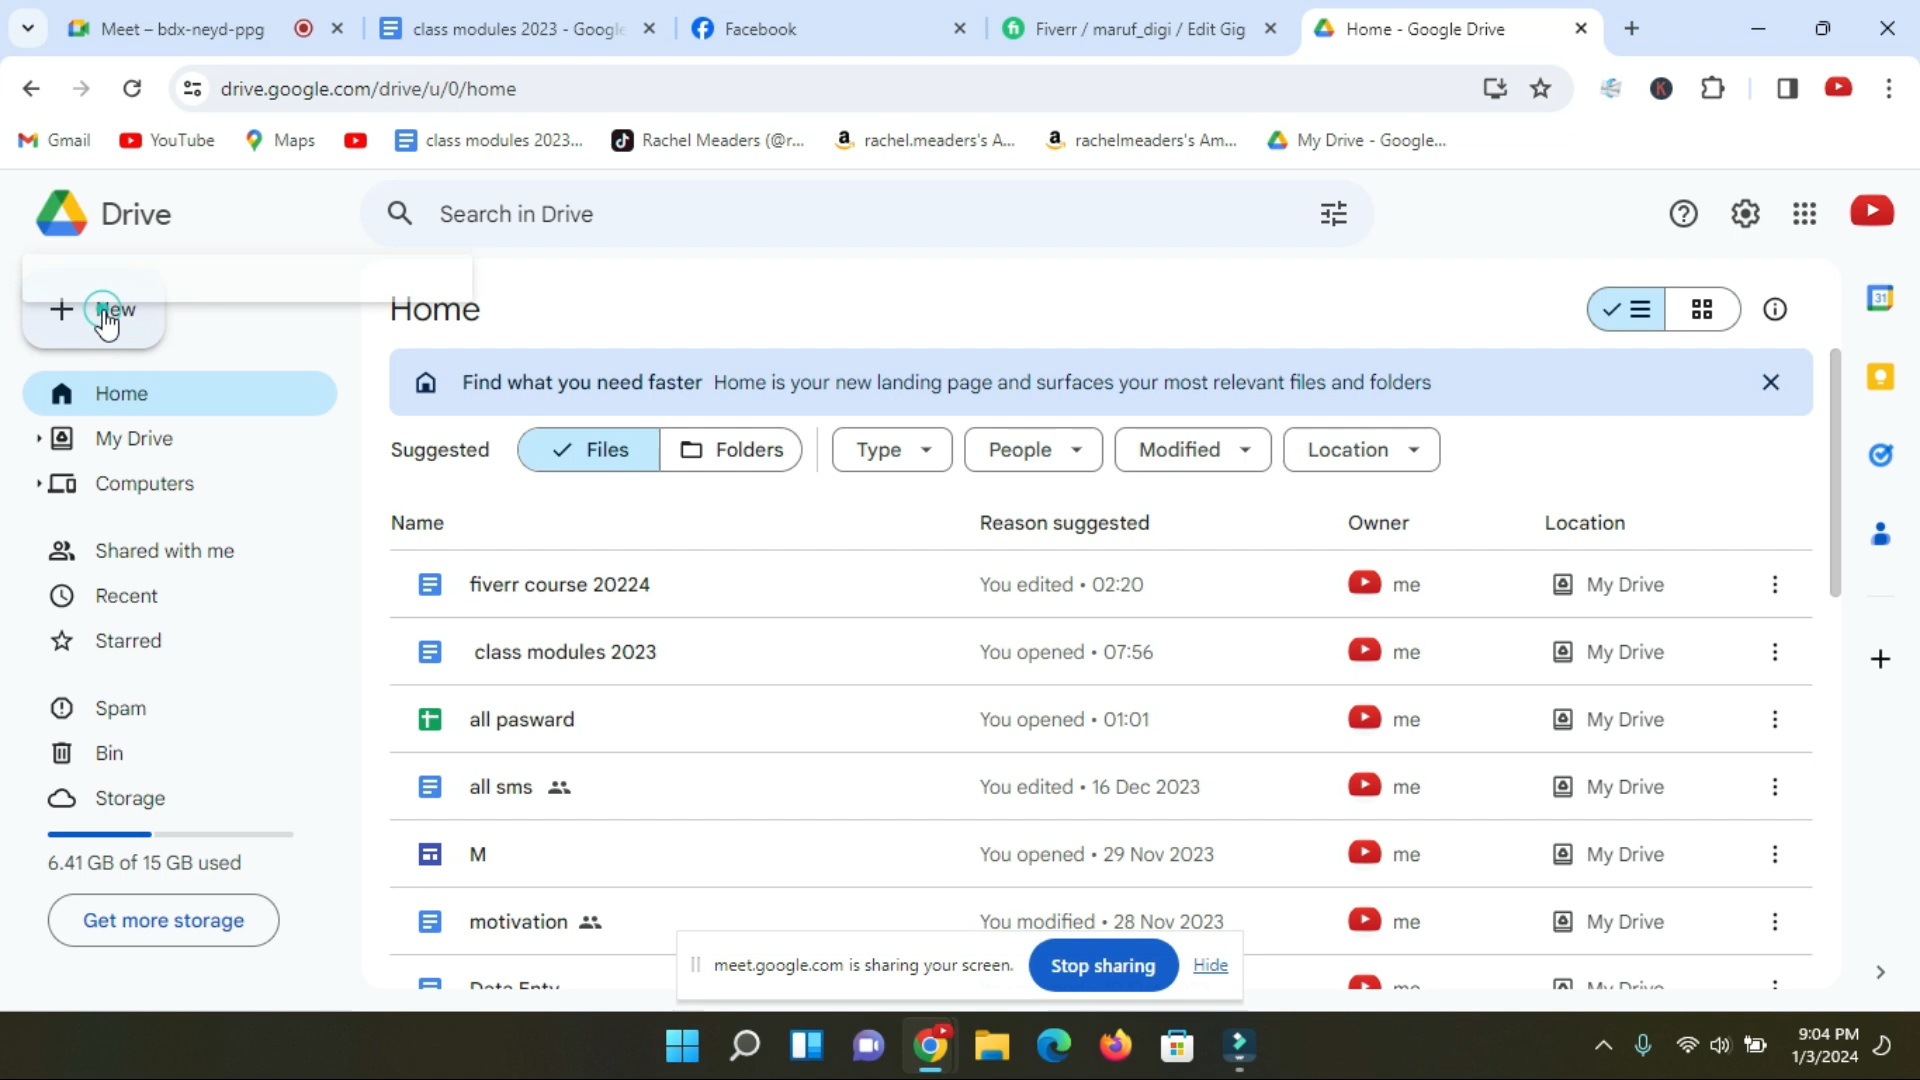 Meet – bdx-neyd-ppg
class modules 2023 - Google
Facebook
Fiverr / maruf_digi / Edit Gig
Home - Google Drive
drive.google.com/drive/u/0/home
Gmail
YouTube
Maps
class modules 2023...
Rachel Meaders (@r...
rachel.meaders's A...
rachelmeaders's Am...
My Drive - Google...
Drive
Search in Drive
New
Home
My Drive
Computers
Shared with me
Recent
Starred
Spam
Bin
Storage
6.41 GB of 15 GB used
Get more storage
Home
Find what you need faster Home is your new landing page and surfaces your most relevant files and folders
Suggested Files Folders Type People Modified Location
Name Reason suggested Owner Location
fiverr course 20224 You edited • 02:20 me My Drive
class modules 2023 You opened • 07:56 me My Drive
all pasward You opened • 01:01 me My Drive
all sms You edited • 16 Dec 2023 me My Drive
M You opened • 29 Nov 2023 me My Drive
motivation You modified • 28 Nov 2023 me My Drive
Data Enty me My Drive
meet.google.com is sharing your screen. Stop sharing Hide
31
K
9:04 PM
1/3/2024